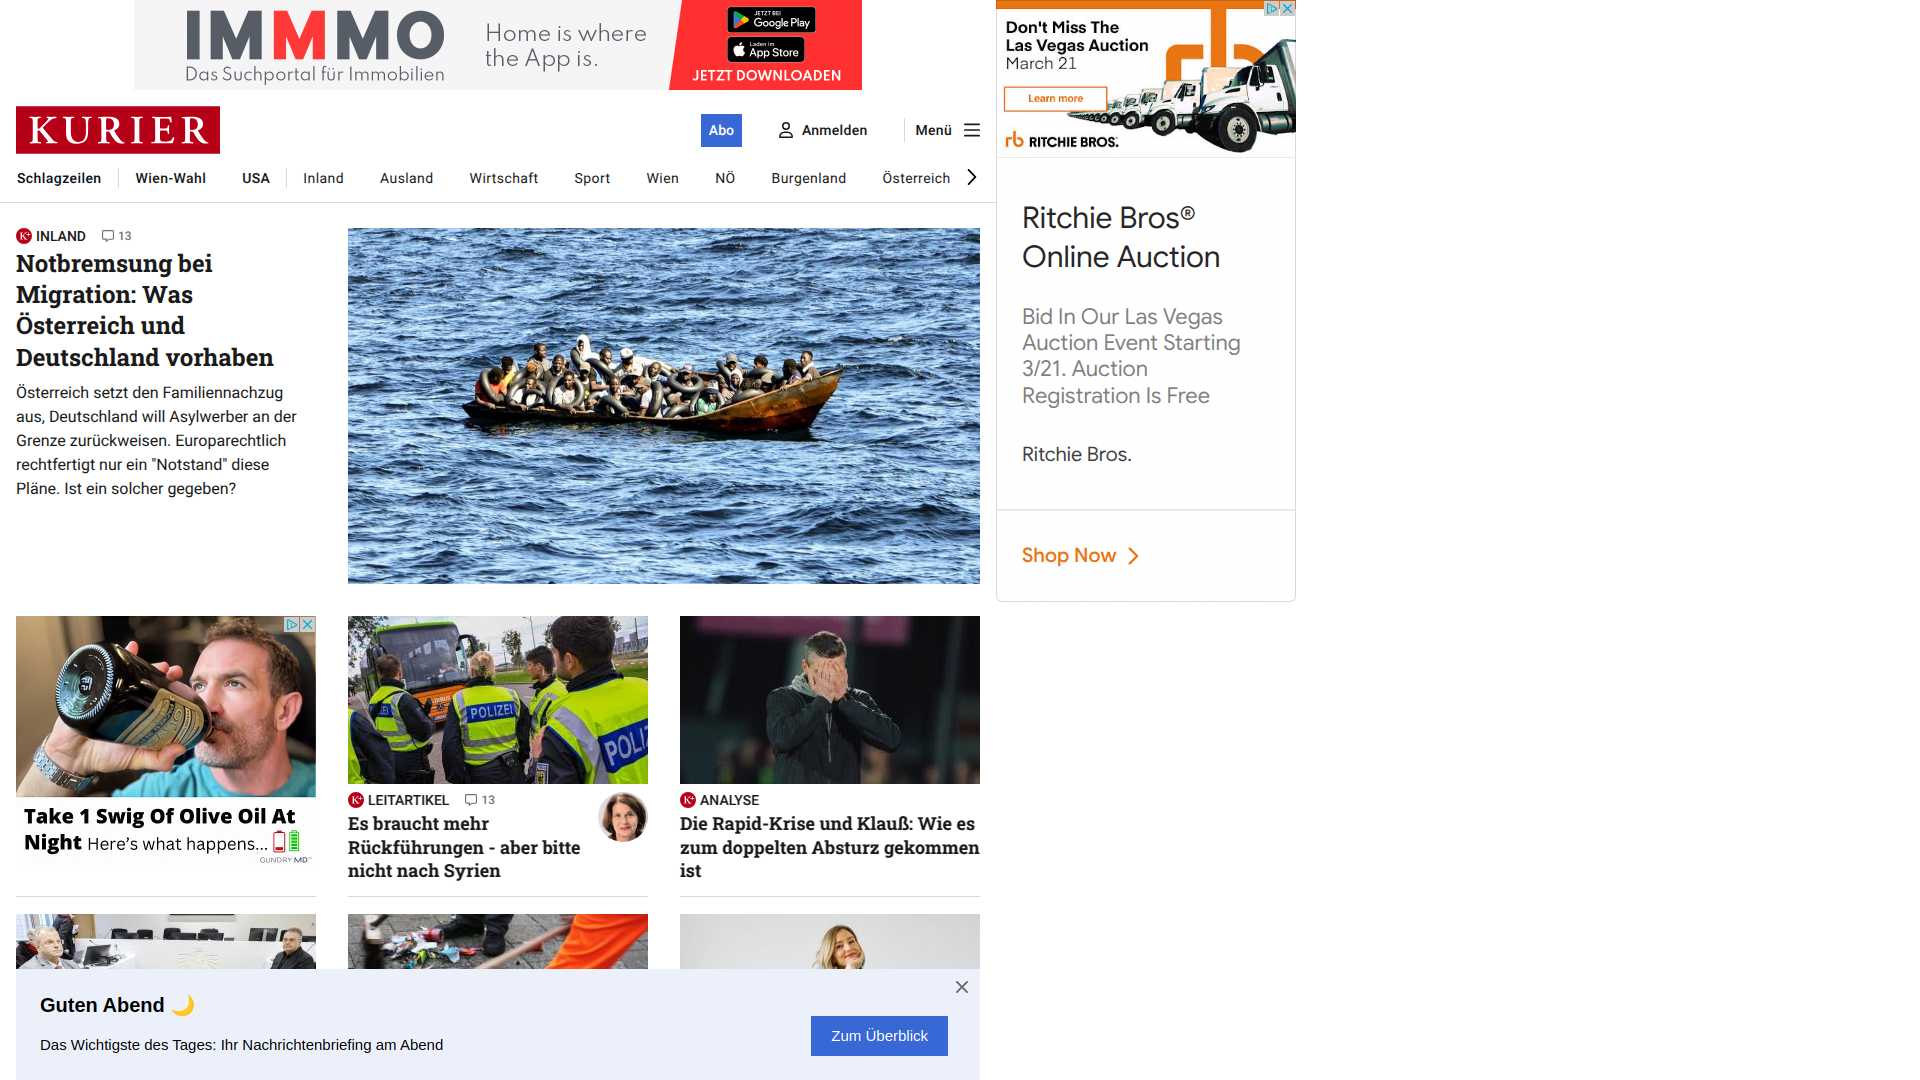 IMMMO
Das Suchportal für Immobilien
Home is where
the App is.
JETZT BEI
Google Play
Laden im
App Store
JETZT DOWNLOADEN
Don't Miss The
Las Vegas Auction
March 21
Learn more
rb RITCHIE BROS.
KURIER
Abo
Anmelden
Menü
Schlagzeilen
Wien-Wahl
USA
Inland
Ausland
Wirtschaft
Sport
Wien
NÖ
Burgenland
Österreich
K+ INLAND 13
Notbremsung bei
Migration: Was
Österreich und
Deutschland vorhaben
Österreich setzt den Familiennachzug
aus, Deutschland will Asylwerber an der
Grenze zurückweisen. Europarechtlich
rechtfertigt nur ein "Notstand" diese
Pläne. Ist ein solcher gegeben?
Ritchie Bros®
Online Auction
Bid In Our Las Vegas
Auction Event Starting
3/21. Auction
Registration Is Free
Ritchie Bros.
Shop Now
Take 1 Swig Of Olive Oil At
Night Here's what happens...
GUNDRY MD™
POLIZEI
POLIZ
K+ LEITARTIKEL 13
Es braucht mehr
Rückführungen - aber bitte
nicht nach Syrien
K+ ANALYSE
Die Rapid-Krise und Klauß: Wie es
zum doppelten Absturz gekommen
ist
Guten Abend 🌙
Das Wichtigste des Tages: Ihr Nachrichtenbriefing am Abend
Zum Überblick